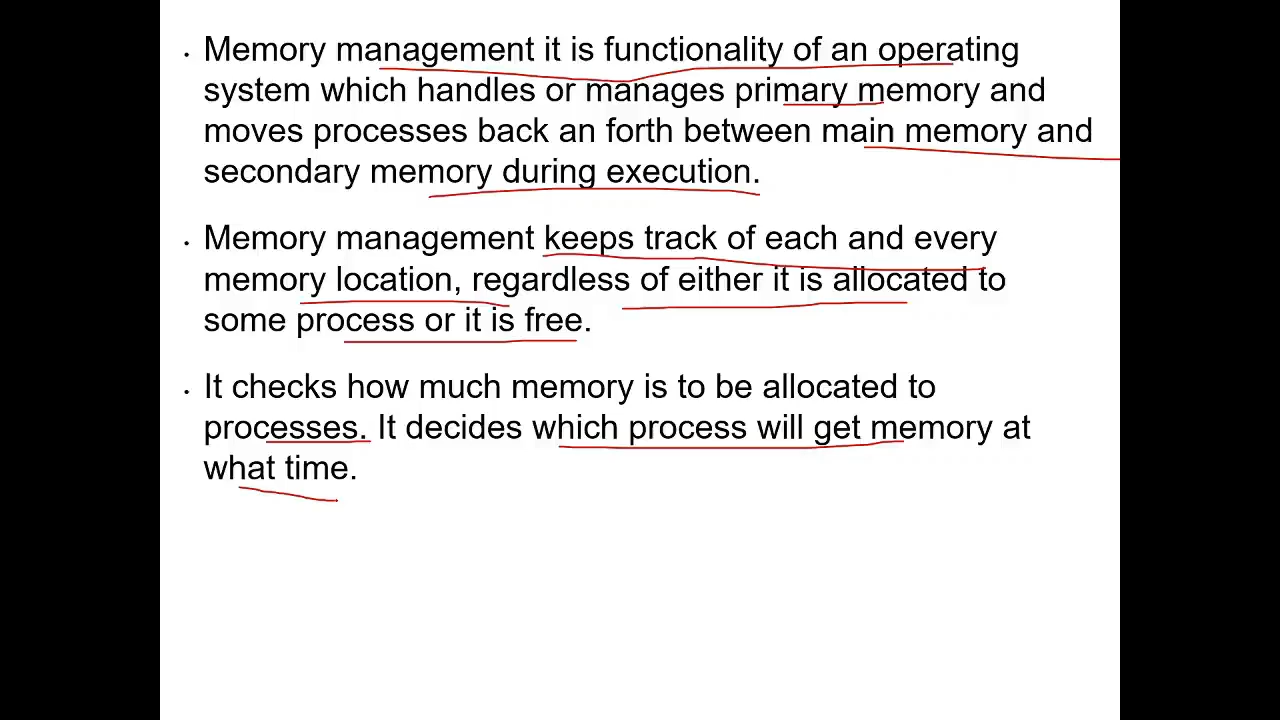 • Memory management it is functionality of an operating
system which handles or manages primary memory and
moves processes back an forth between main memory and
secondary memory during execution.
• Memory management keeps track of each and every
memory location, regardless of either it is allocated to
some process or it is free.
• It checks how much memory is to be allocated to
processes. It decides which process will get memory at
what time.